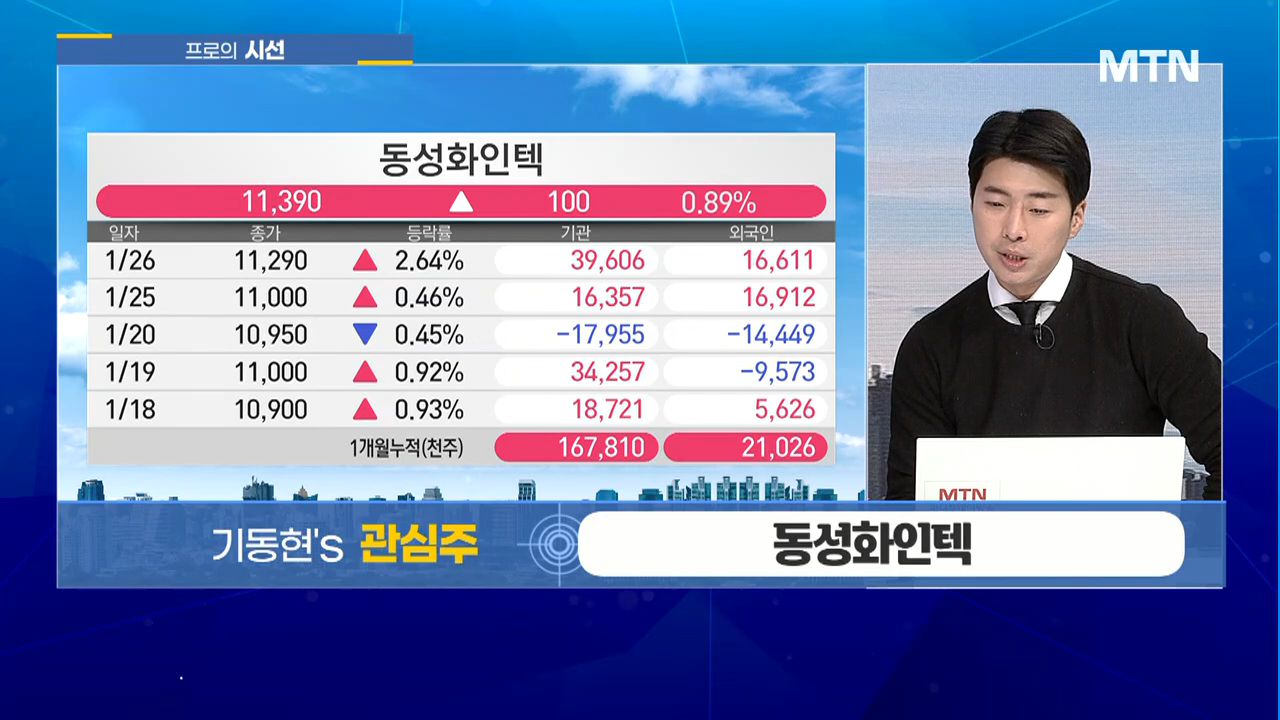 프로의 시선
MTN
동성화인텍
11,390 ▲ 100 0.89%
일자 종가 등락률 기관 외국인
1/26 11,290 ▲ 2.64% 39,606 16,611
1/25 11,000 ▲ 0.46% 16,357 16,912
1/20 10,950 ▼ 0.45% -17,955 -14,449
1/19 11,000 ▲ 0.92% 34,257 -9,573
1/18 10,900 ▲ 0.93% 18,721 5,626
1개월누적(천주) 167,810 21,026
MTN
기동현's 관심주 동성화인텍